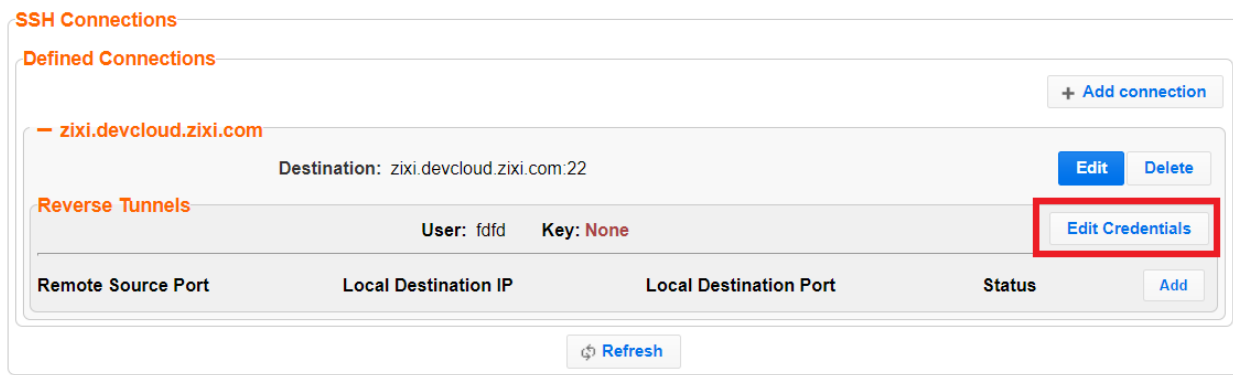 SSH Connections
Defined Connections
+ Add connection
− zixi.devcloud.zixi.com
Destination: zixi.devcloud.zixi.com:22 Edit Delete
Reverse Tunnels
User: fdfd Key: None Edit Credentials
Remote Source Port Local Destination IP Local Destination Port Status Add
Refresh